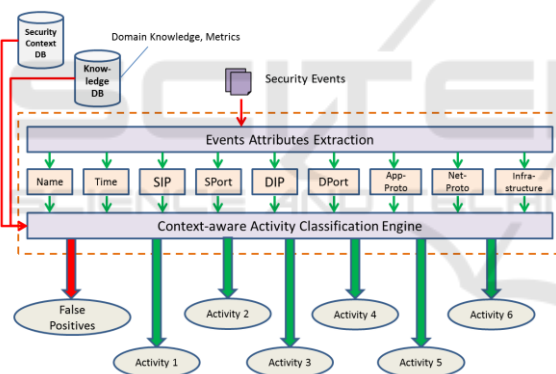 Security
Context
DB
Domain Knowledge, Metrics
Know-
ledge
DB
Security Events
Events Attributes Extraction
Name
Time
SIP
SPort
DIP
DPort
App-
Proto
Net-
Proto
Infra-
structure
Context-aware Activity Classification Engine
False
Positives
Activity 2
Activity 4
Activity 6
Activity 1
Activity 3
Activity 5